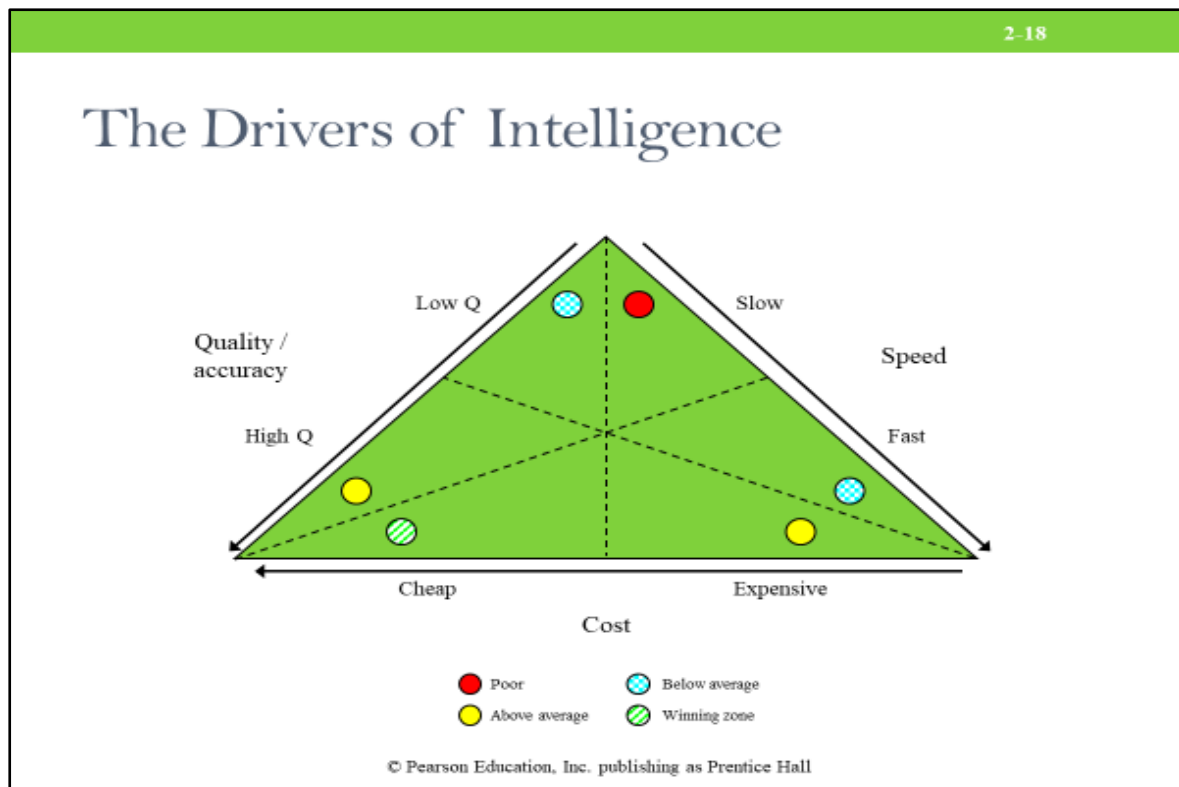 2-18
The Drivers of Intelligence
Low Q
Slow
Quality /
accuracy
Speed
High Q
Fast
Cheap
Expensive
Cost
Poor
Below average
Above average
Winning zone
© Pearson Education, Inc. publishing as Prentice Hall